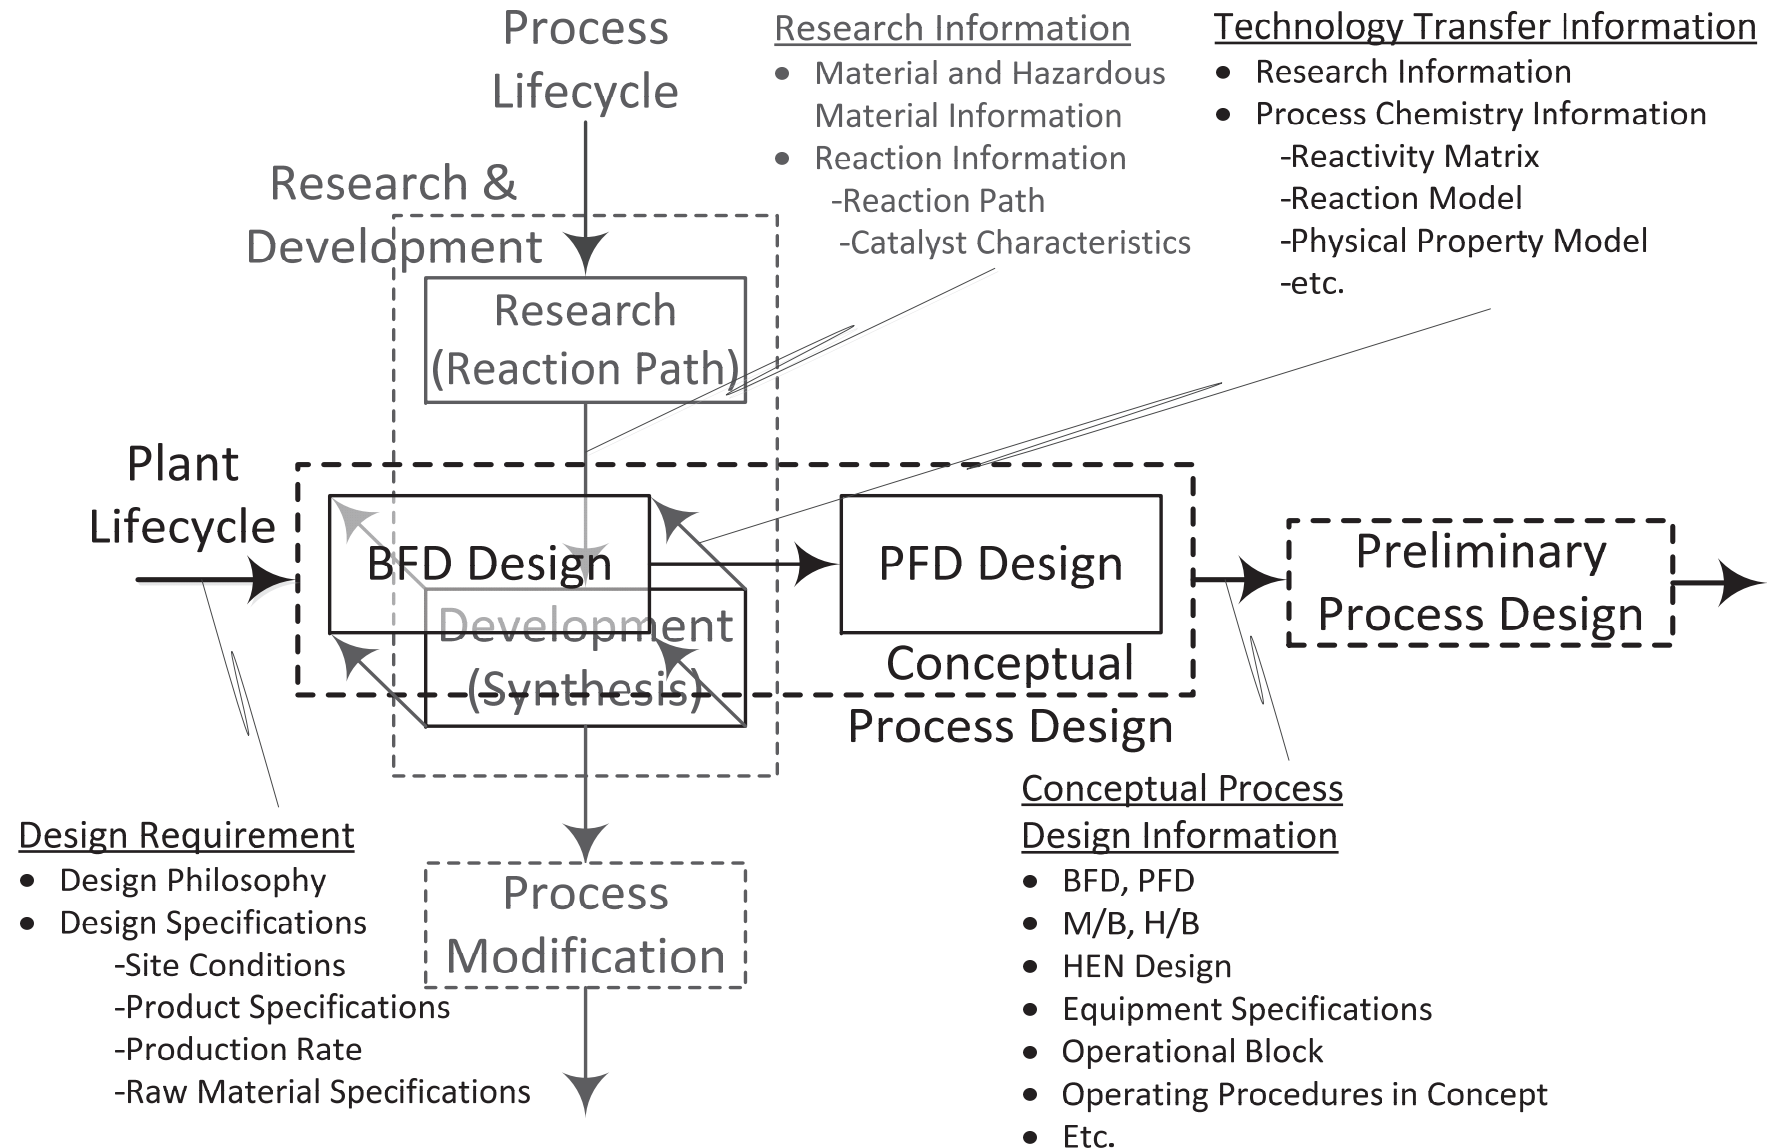 Process
Lifecycle
Research Information
• Material and Hazardous
Material Information
• Reaction Information
-Reaction Path
-Catalyst Characteristics
Technology Transfer Information
• Research Information
• Process Chemistry Information
-Reactivity Matrix
-Reaction Model
-Physical Property Model
-etc.
Research &
Development
Research
(Reaction Path)
Plant
Lifecycle
BFD Design
PFD Design
Development
(Synthesis)
Conceptual
Process Design
Preliminary
Process Design
Process
Modification
Design Requirement
• Design Philosophy
• Design Specifications
-Site Conditions
-Product Specifications
-Production Rate
-Raw Material Specifications
Conceptual Process
Design Information
• BFD, PFD
• M/B, H/B
• HEN Design
• Equipment Specifications
• Operational Block
• Operating Procedures in Concept
• Etc.